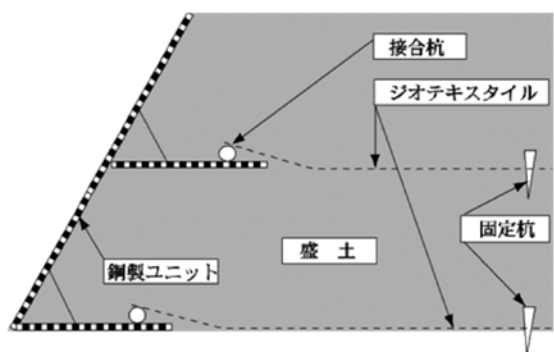 接合杭
ジオテキスタイル
固定杭
盛 土
鋼製ユニット